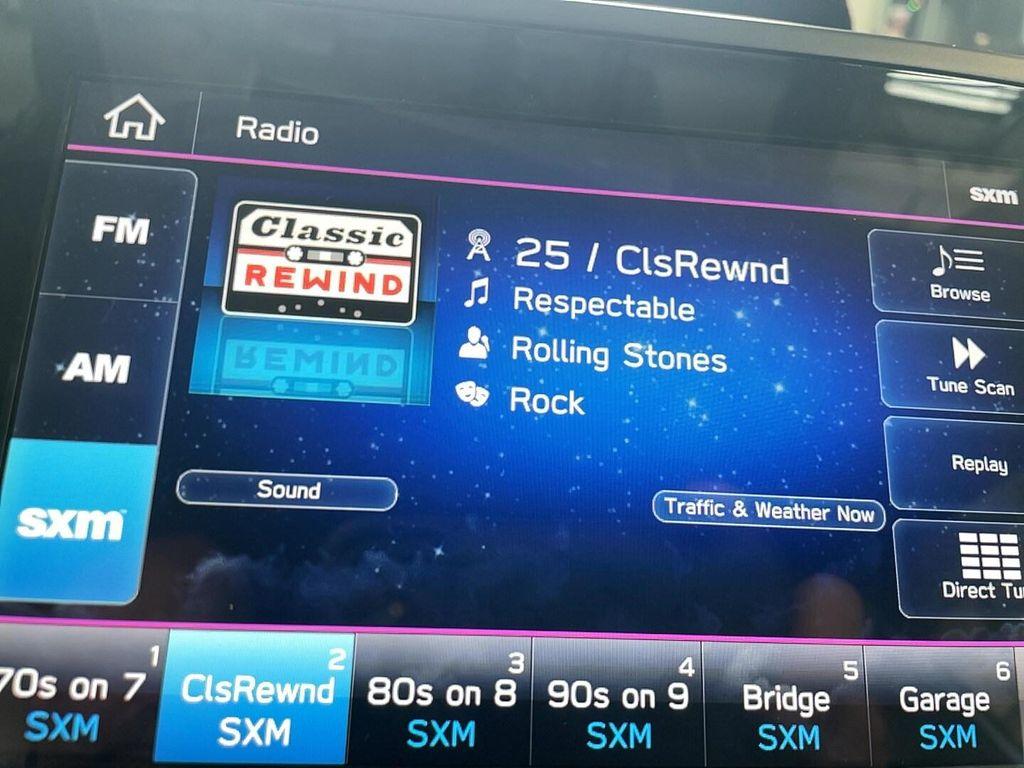 Radio
sxm
FM
AM
sxm
Classic
REWIND
25 / ClsRewnd
Respectable
Rolling Stones
Rock
Browse
Tune Scan
Replay
Direct Tu
Sound
Traffic & Weather Now
1
70s on 7
SXM
2
ClsRewnd
SXM
3
80s on 8
SXM
4
90s on 9
SXM
5
Bridge
SXM
6
Garage
SXM